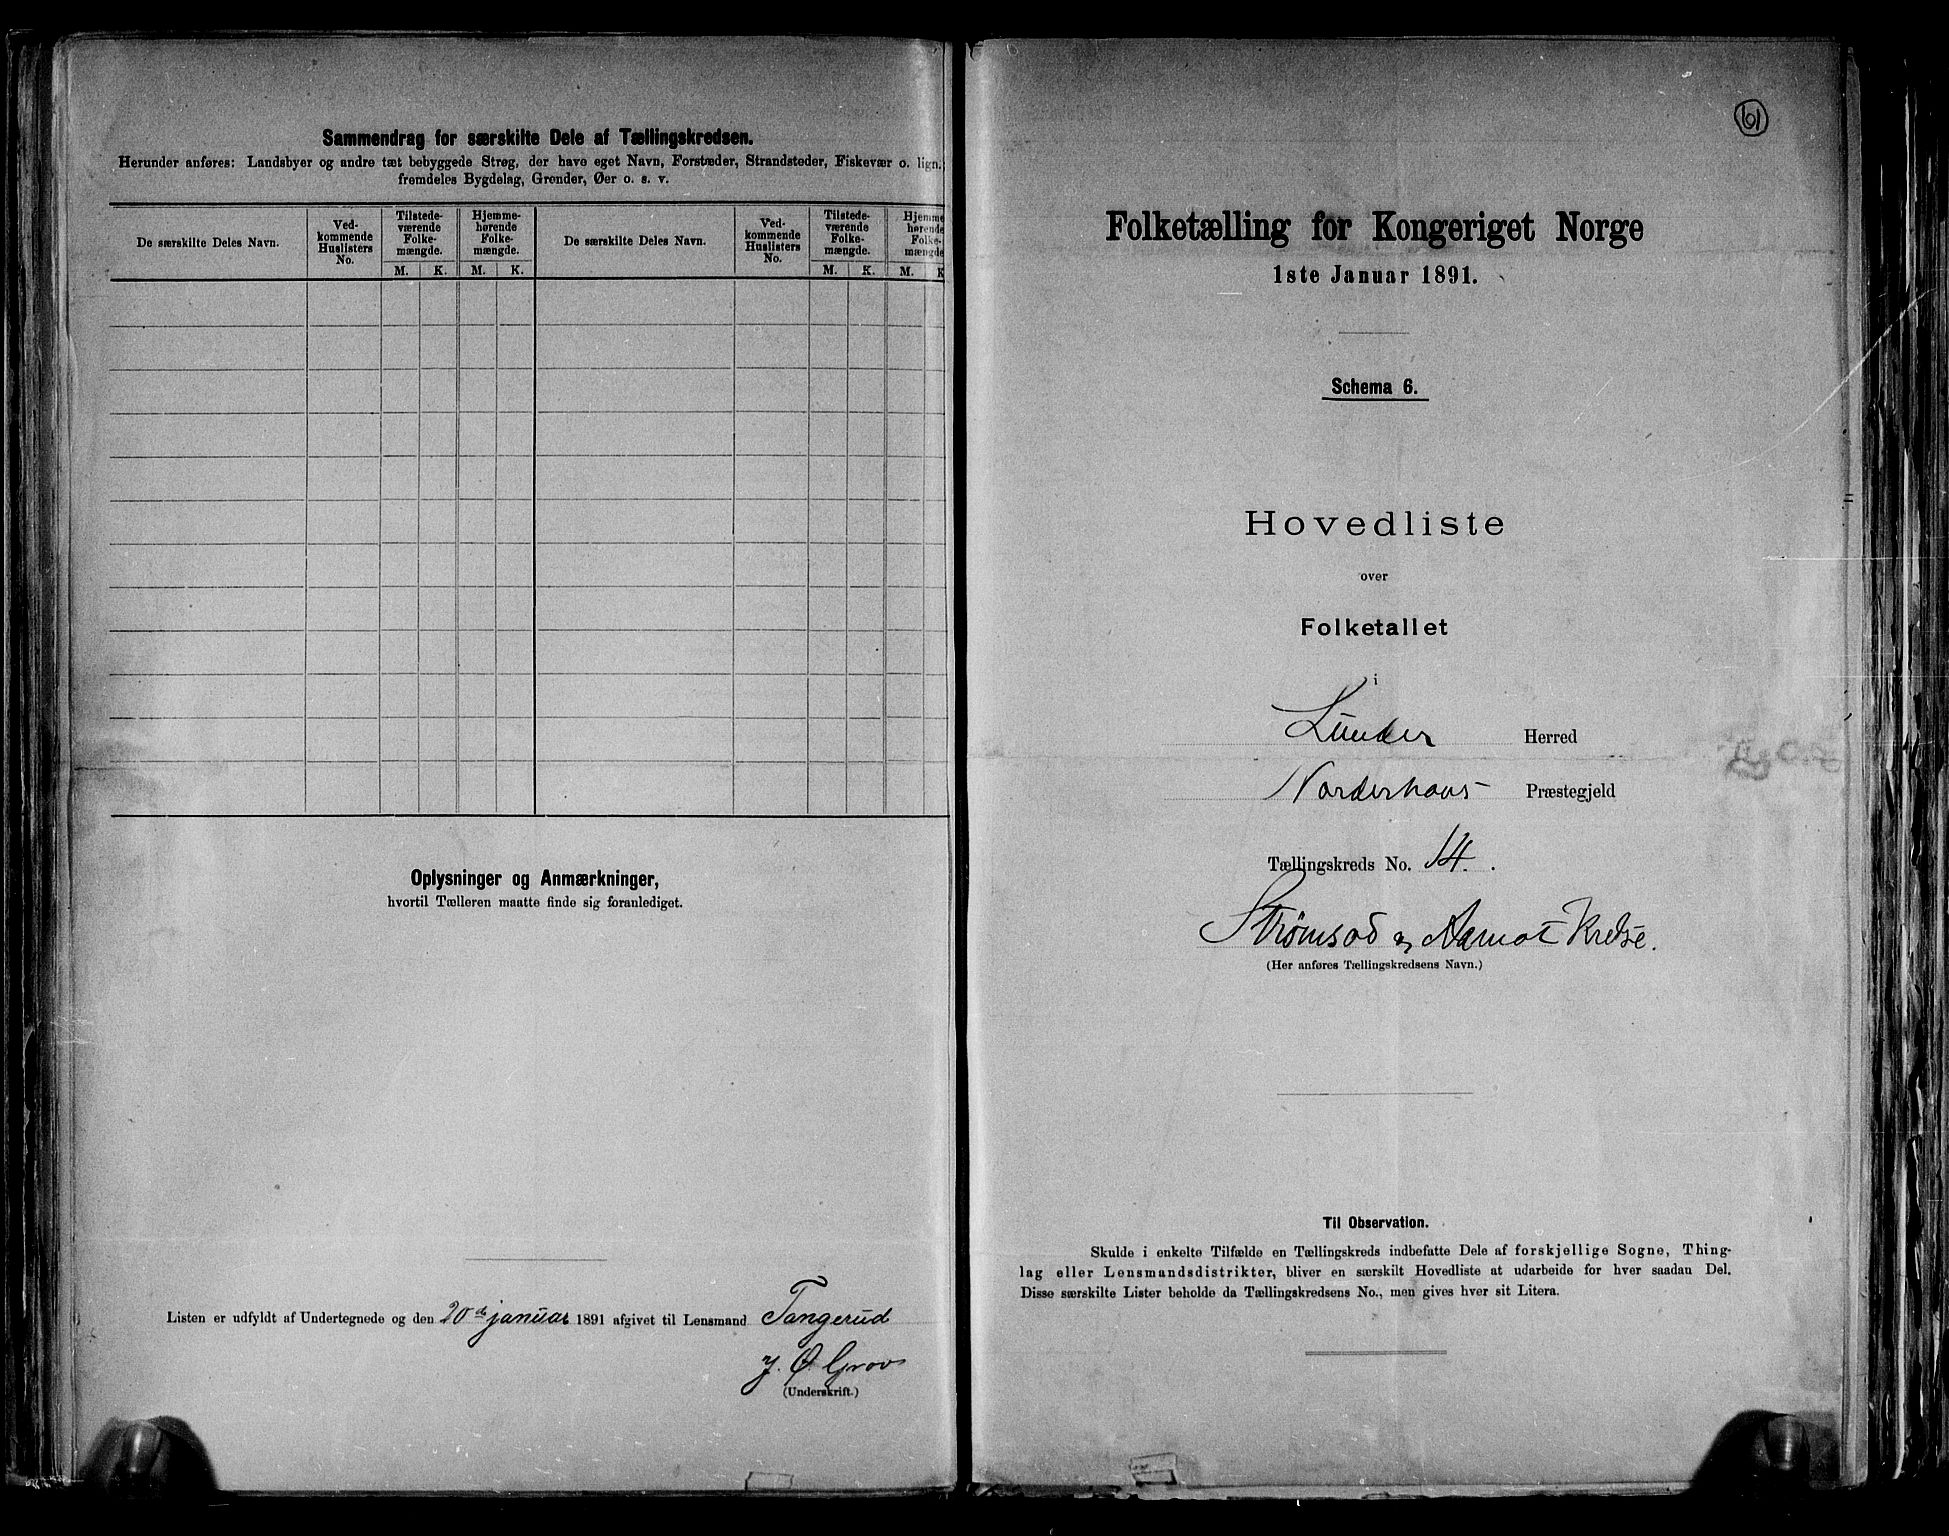 Sammendrag for særskilte Dele af Tællingskredsen.
Herunder anføres: Landsbyer og andre tæt bebyggede Strøg, der have eget Navn, Forstæder, Strandsteder, Fiskevær o. lign.
fremdeles Bygdelag, Grender, Øer o. s. v.
De særskilte Deles Navn.
Ved-
kommende
Huslisters
No.
Tilstede-
værende
Folke-
mængde.
M. K.
Hjemme-
hørende
Folke-
mængde.
M. K.
De særskilte Deles Navn.
Ved-
kommende
Huslisters
No.
Tilstede-
værende
Folke-
mængde.
M. K.
Hjemme
hørende
Folke-
mængde
M. K
Oplysninger og Anmærkninger,
hvortil Tælleren maatte finde sig foranlediget.
Listen er udfyldt af Undertegnede og den 20de januar 1891 afgivet til Lensmand Tangerud
J. Ø. Grov
(Underskrift.)
61
Folketælling for Kongeriget Norge
1ste Januar 1891.
Schema 6.
Hovedliste
over
Folketallet
i
Lunder Herred
Norderhovs Præstegjeld
Tællingskreds No. 14.
Strømsod og Aamot Kredse.
(Her anføres Tællingskredsens Navn.)
Til Observation.
Skulde i enkelte Tilfælde en Tællingskreds indbefatte Dele af forskjellige Sogne, Thing-
lag eller Lensmandsdistrikter, bliver en særskilt Hovedliste at udarbeide for hver saadan Del.
Disse særskilte Lister beholde da Tællingskredsens No., men gives hver sit Litera.